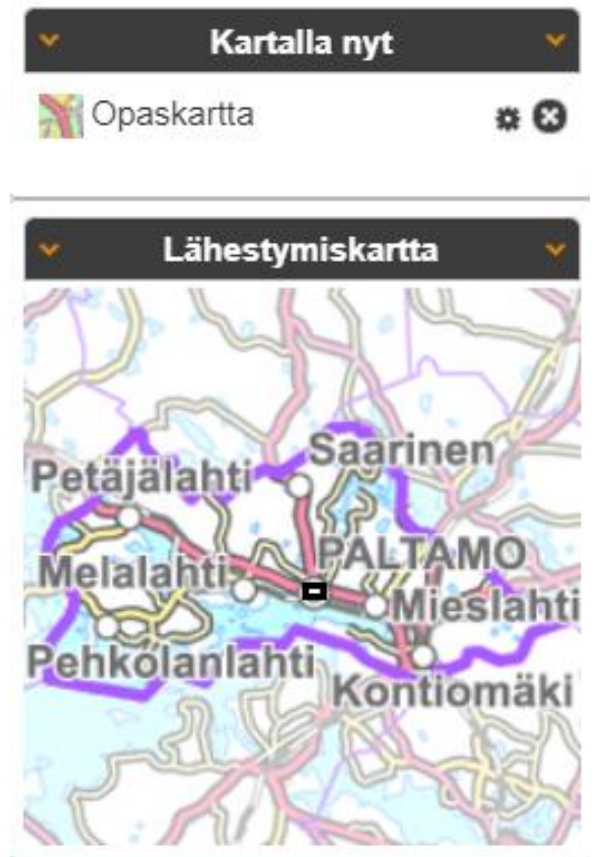 Kartalla nyt
Opaskartta
Lähestymiskartta
Saarinen
Petäjälahti
PALTAMO
Melalahti
Mieslahti
Pehkolanlahti
Kontiomäki